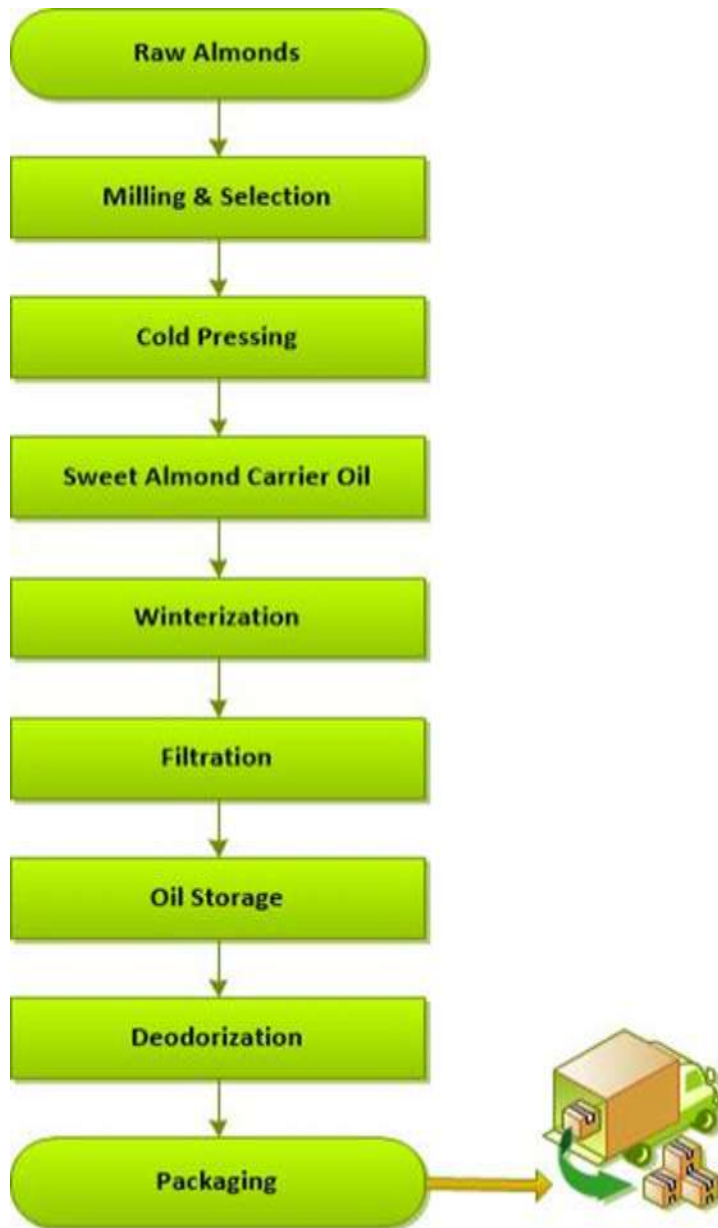 Raw Almonds
Milling & Selection
Cold Pressing
Sweet Almond Carrier Oil
Winterization
Filtration
Oil Storage
Deodorization
Packaging